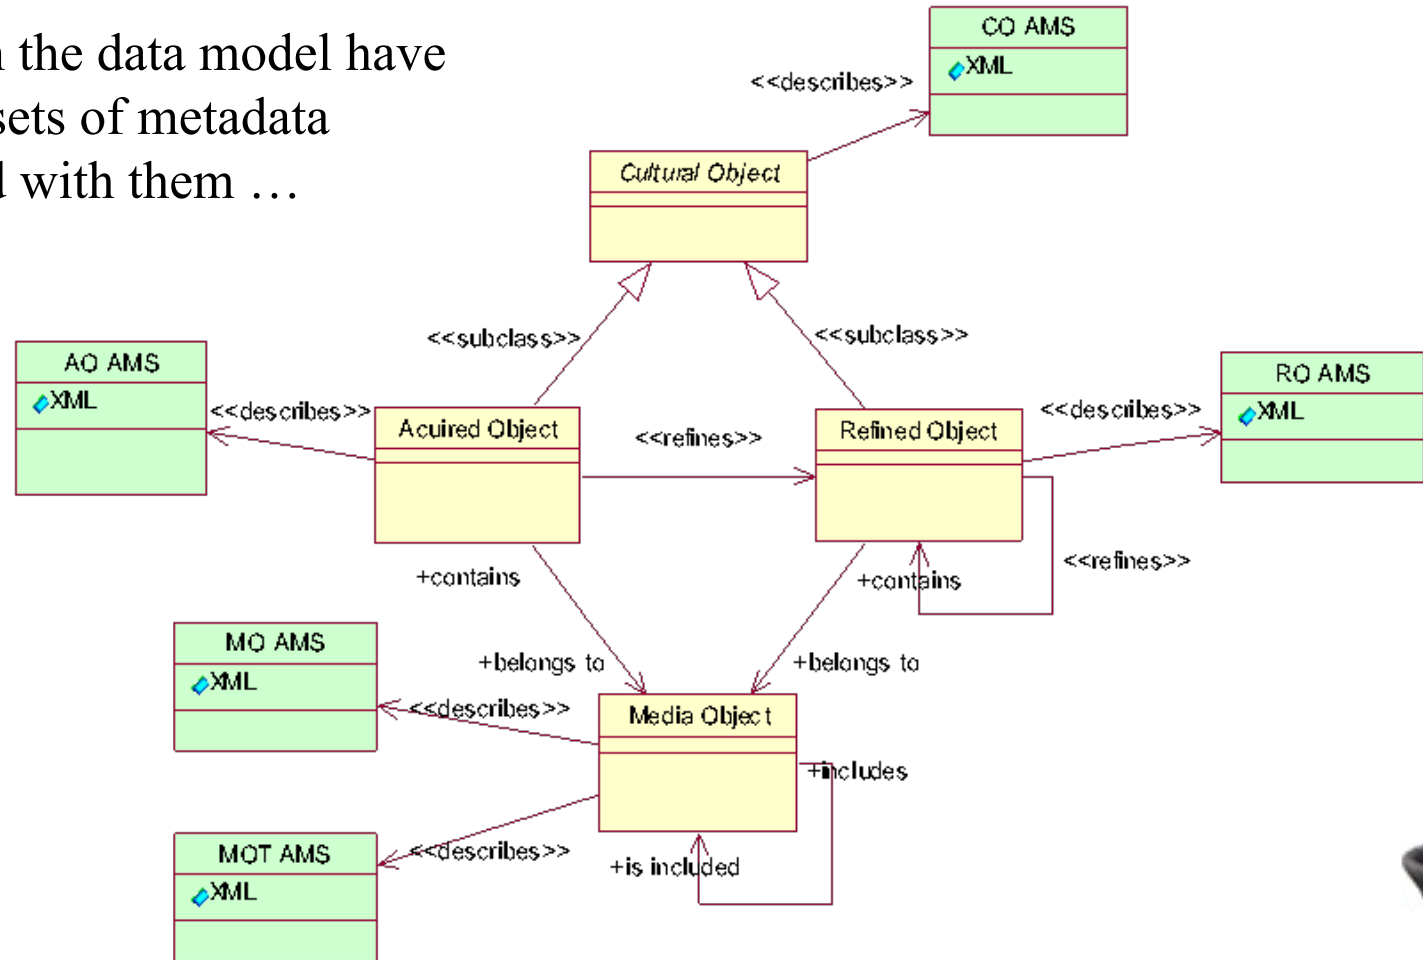 the data model have
sets of metadata
with them …
CO AMS
XML
<<describes>>
Cultural Object
<<subclass>>
<<subclass>>
AO AMS
XML
<<describes>>
Acuired Object
<<refines>>
Refined Object
<<describes>>
RO AMS
XML
+contains
+contains
<<refines>>
+belongs to
+belongs to
MO AMS
XML
<<describes>>
Media Object
+includes
MOT AMS
XML
<<describes>>
+is included